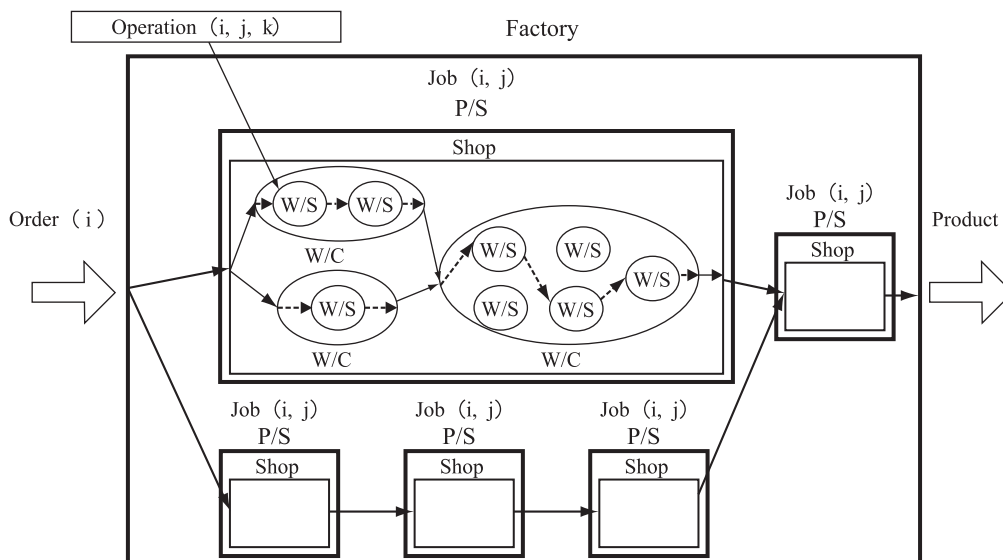 Operation (i, j, k)
Factory
Job (i, j)
P/S
Shop
W/S W/S
W/C
W/S
W/C
W/S W/S
W/S
W/S W/S
W/C
Order (i)
Job (i, j)
P/S
Shop
Product
Job (i, j)
P/S
Shop
Job (i, j)
P/S
Shop
Job (i, j)
P/S
Shop